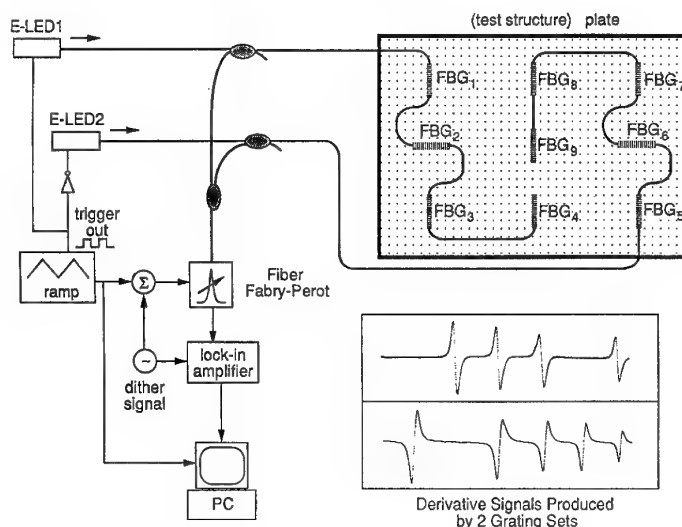 E-LED1
(test structure) plate
FBG1
FBG8
FBG7
E-LED2
FBG2
FBG9
FBG6
trigger
out
FBG3
FBG4
FBG5
ramp
Σ
Fiber
Fabry-Perot
~
dither
signal
lock-in
amplifier
PC
Derivative Signals Produced
by 2 Grating Sets